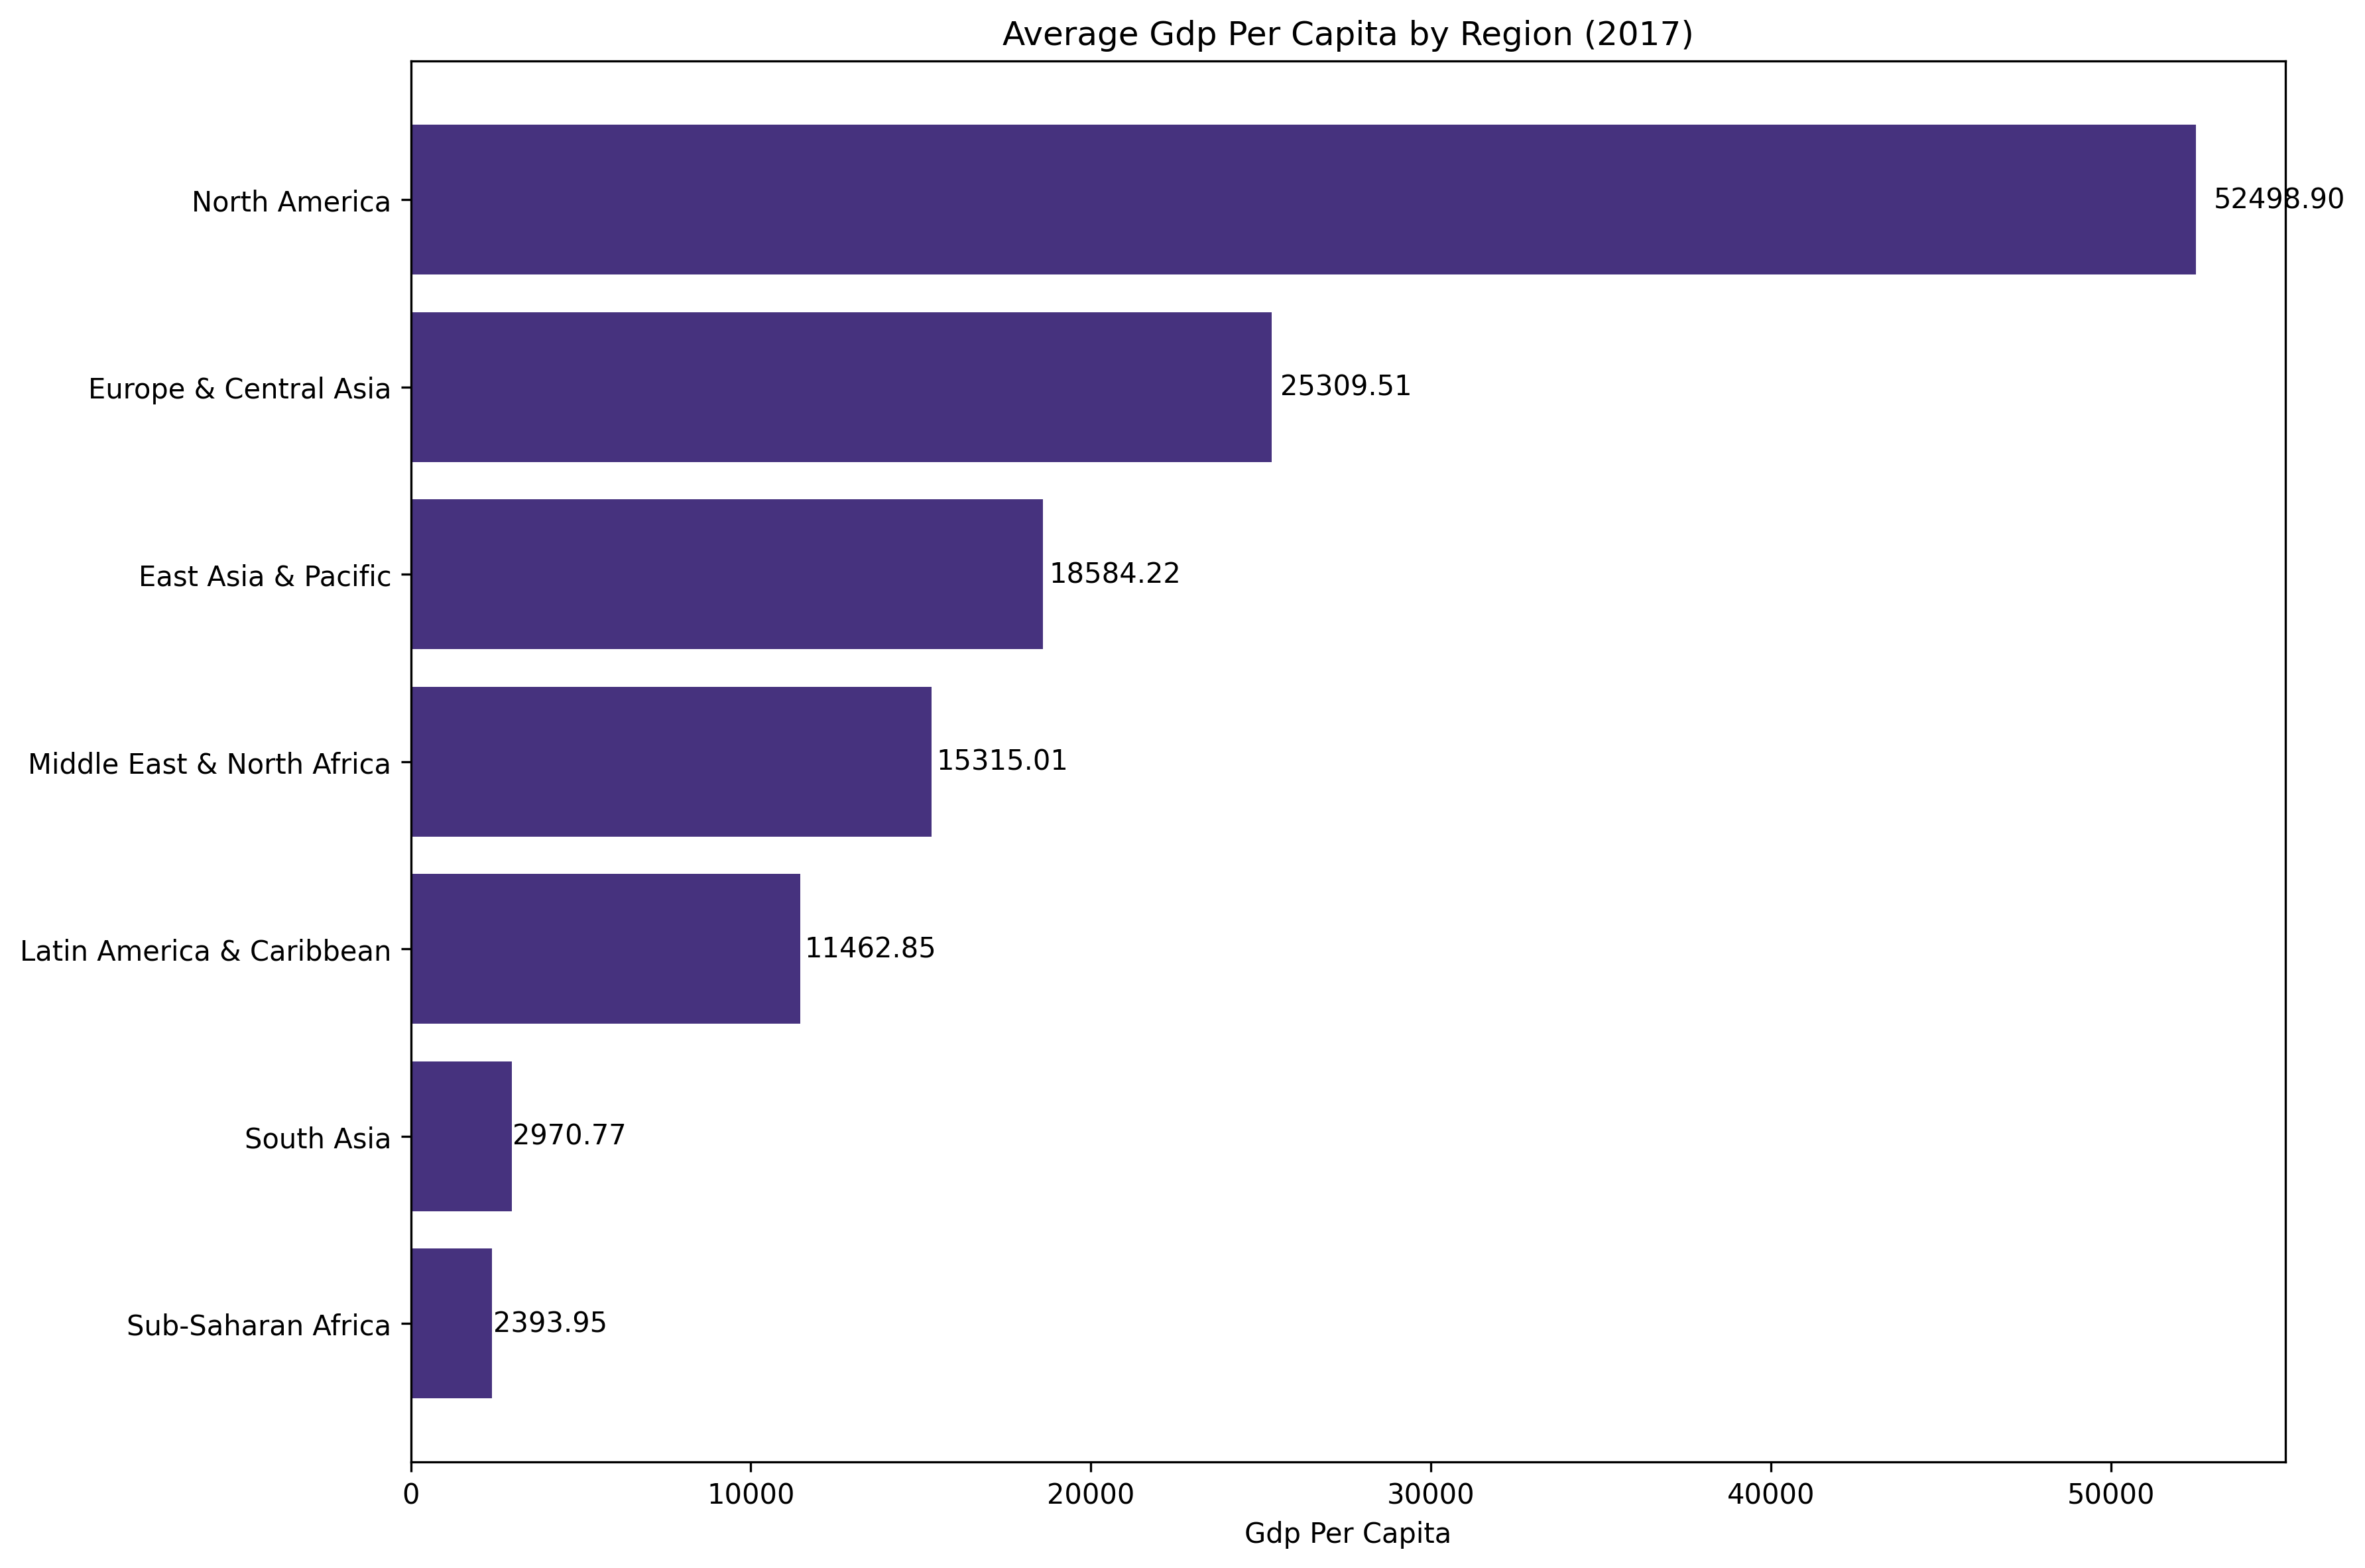 Average Gdp Per Capita by Region (2017)
North America 52498.90
Europe & Central Asia 25309.51
East Asia & Pacific 18584.22
Middle East & North Africa 15315.01
Latin America & Caribbean 11462.85
South Asia 2970.77
Sub-Saharan Africa 2393.95
0 10000 20000 30000 40000 50000
Gdp Per Capita